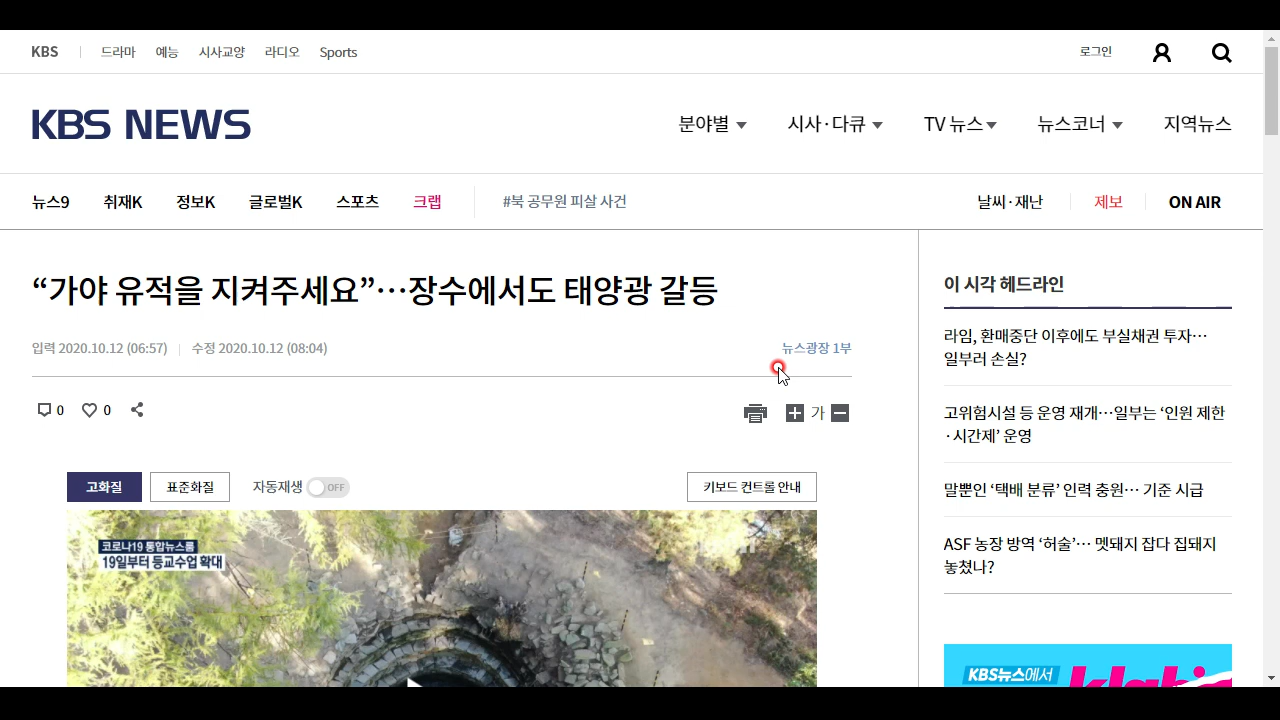 KBS 드라마 예능 시사교양 라디오 Sports 로그인
KBS NEWS 분야별 시사·다큐 TV 뉴스 뉴스코너 지역뉴스
뉴스9 취재K 정보K 글로벌K 스포츠 크랩 #북 공무원 피살 사건 날씨·재난 제보 ON AIR
“가야 유적을 지켜주세요”…장수에서도 태양광 갈등
입력 2020.10.12 (06:57) 수정 2020.10.12 (08:04) 뉴스광장 1부
0 0 가
고화질 표준화질 자동재생 OFF 키보드 컨트롤 안내
코로나19 통합뉴스룸
19일부터 등교수업 확대
이 시각 헤드라인
라임, 환매중단 이후에도 부실채권 투자…
일부러 손실?
고위험시설 등 운영 재개…일부는 ‘인원 제한
·시간제’ 운영
말뿐인 ‘택배 분류’ 인력 충원… 기준 시급
ASF 농장 방역 ‘허술’… 멧돼지 잡다 집돼지
놓쳤나?
KBS뉴스에서